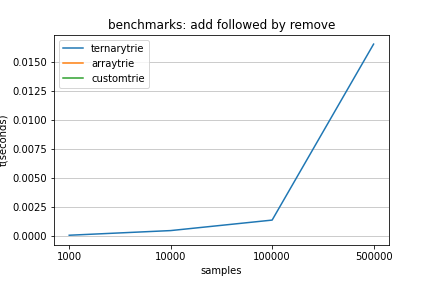 benchmarks: add followed by remove
ternarytrie
arraytrie
customtrie
0.0150
0.0125
0.0100
0.0075
0.0050
0.0025
0.0000
t(seconds)
1000 10000 100000 500000
samples